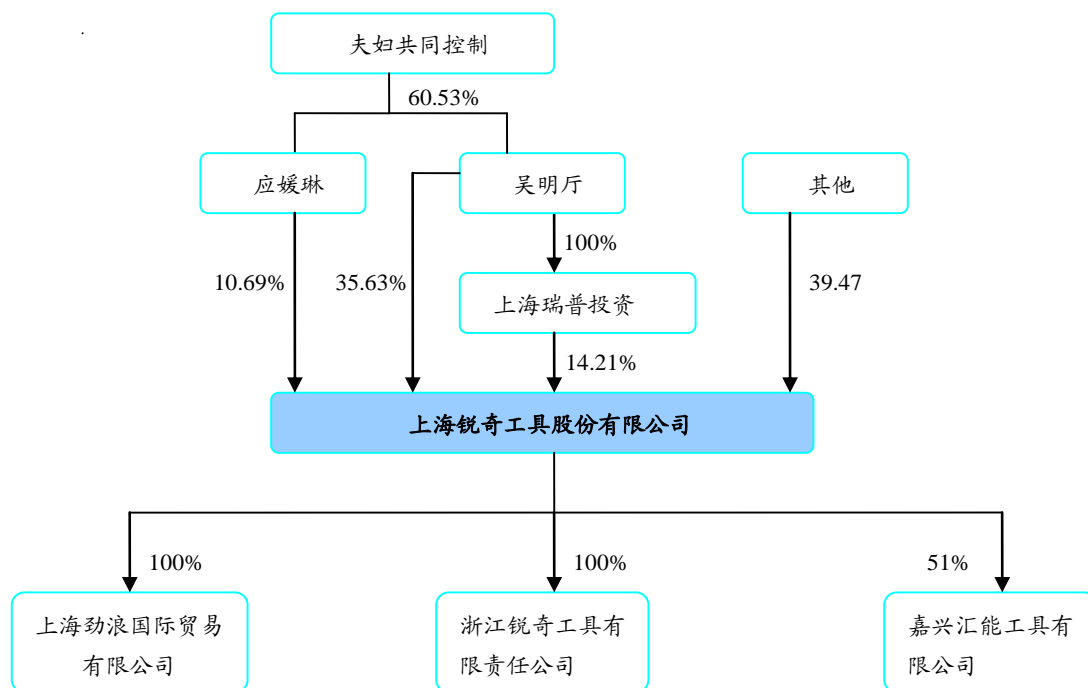 夫妇共同控制
60.53%
应媛琳
吴明厅
其他
100%
10.69%
35.63%
39.47
上海瑞普投资
14.21%
上海锐奇工具股份有限公司
100%
100%
51%
上海劲浪国际贸易
有限公司
浙江锐奇工具有
限责任公司
嘉兴汇能工具有
限公司